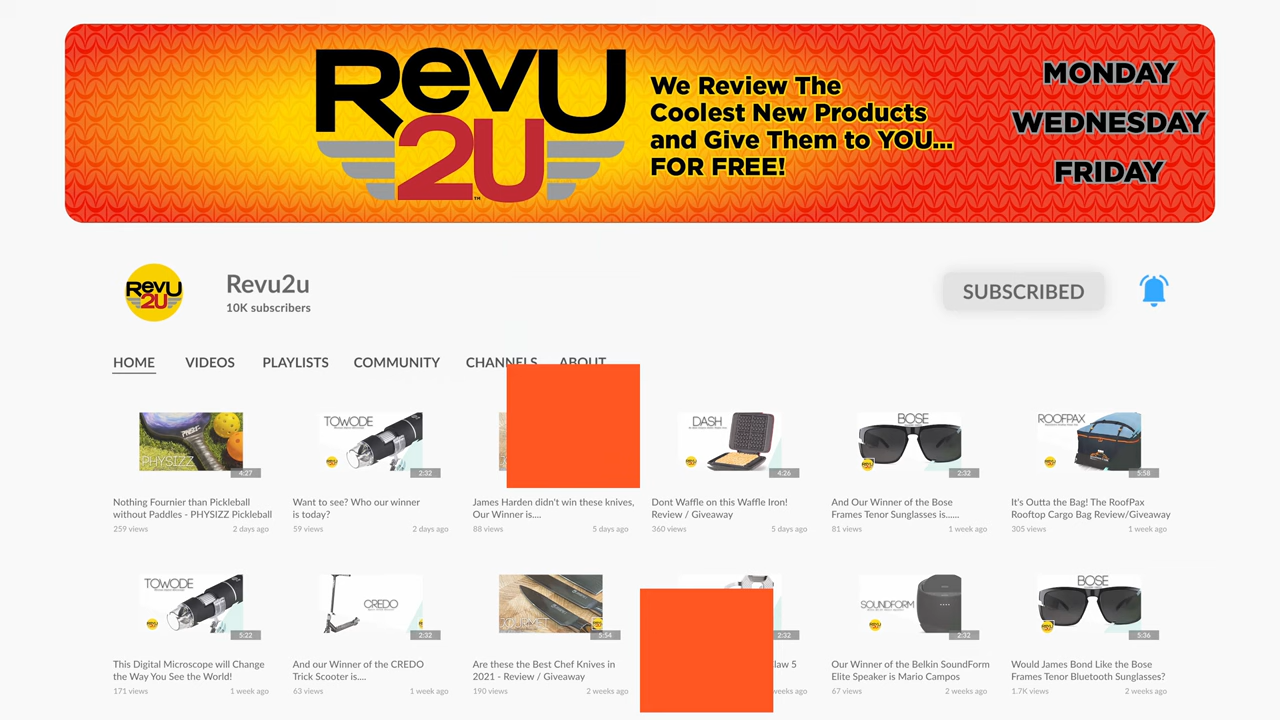 RevU
2U
We Review The
Coolest New Products
and Give Them to YOU...
FOR FREE!
MONDAY
WEDNESDAY
FRIDAY
RevU
2U
Revu2u
10K subscribers
SUBSCRIBED
HOME VIDEOS PLAYLISTS COMMUNITY CHANNELS ABOUT
PHYSIZZ
4:27
TOWODE
2:32
DASH
4:26
BOSE
2:32
ROOFPAX
5:58
Nothing Fournier than Pickleball
without Paddles - PHYSIZZ Pickleball
259 views 2 days ago
Want to see? Who our winner
is today?
59 views 2 days ago
James Harden didn't win these knives,
Our Winner is....
88 views 5 days ago
Dont Waffle on this Waffle Iron!
Review / Giveaway
360 views 5 days ago
And Our Winner of the Bose
Frames Tenor Sunglasses is......
81 views 1 week ago
It's Outta the Bag! The RoofPax
Rooftop Cargo Bag Review/Giveaway
305 views 1 week ago
TOWODE
5:22
CREDO
2:32
5:54
2:32
SOUNDFORM
2:32
BOSE
5:36
This Digital Microscope will Change
the Way You See the World!
171 views 1 week ago
And our Winner of the CREDO
Trick Scooter is....
63 views 1 week ago
Are these the Best Chef Knives in
2021 - Review / Giveaway
190 views 2 weeks ago
5
ago
Our Winner of the Belkin SoundForm
Elite Speaker is Mario Campos
67 views 2 weeks ago
Would James Bond Like the Bose
Frames Tenor Bluetooth Sunglasses?
1.7K views 2 weeks ago